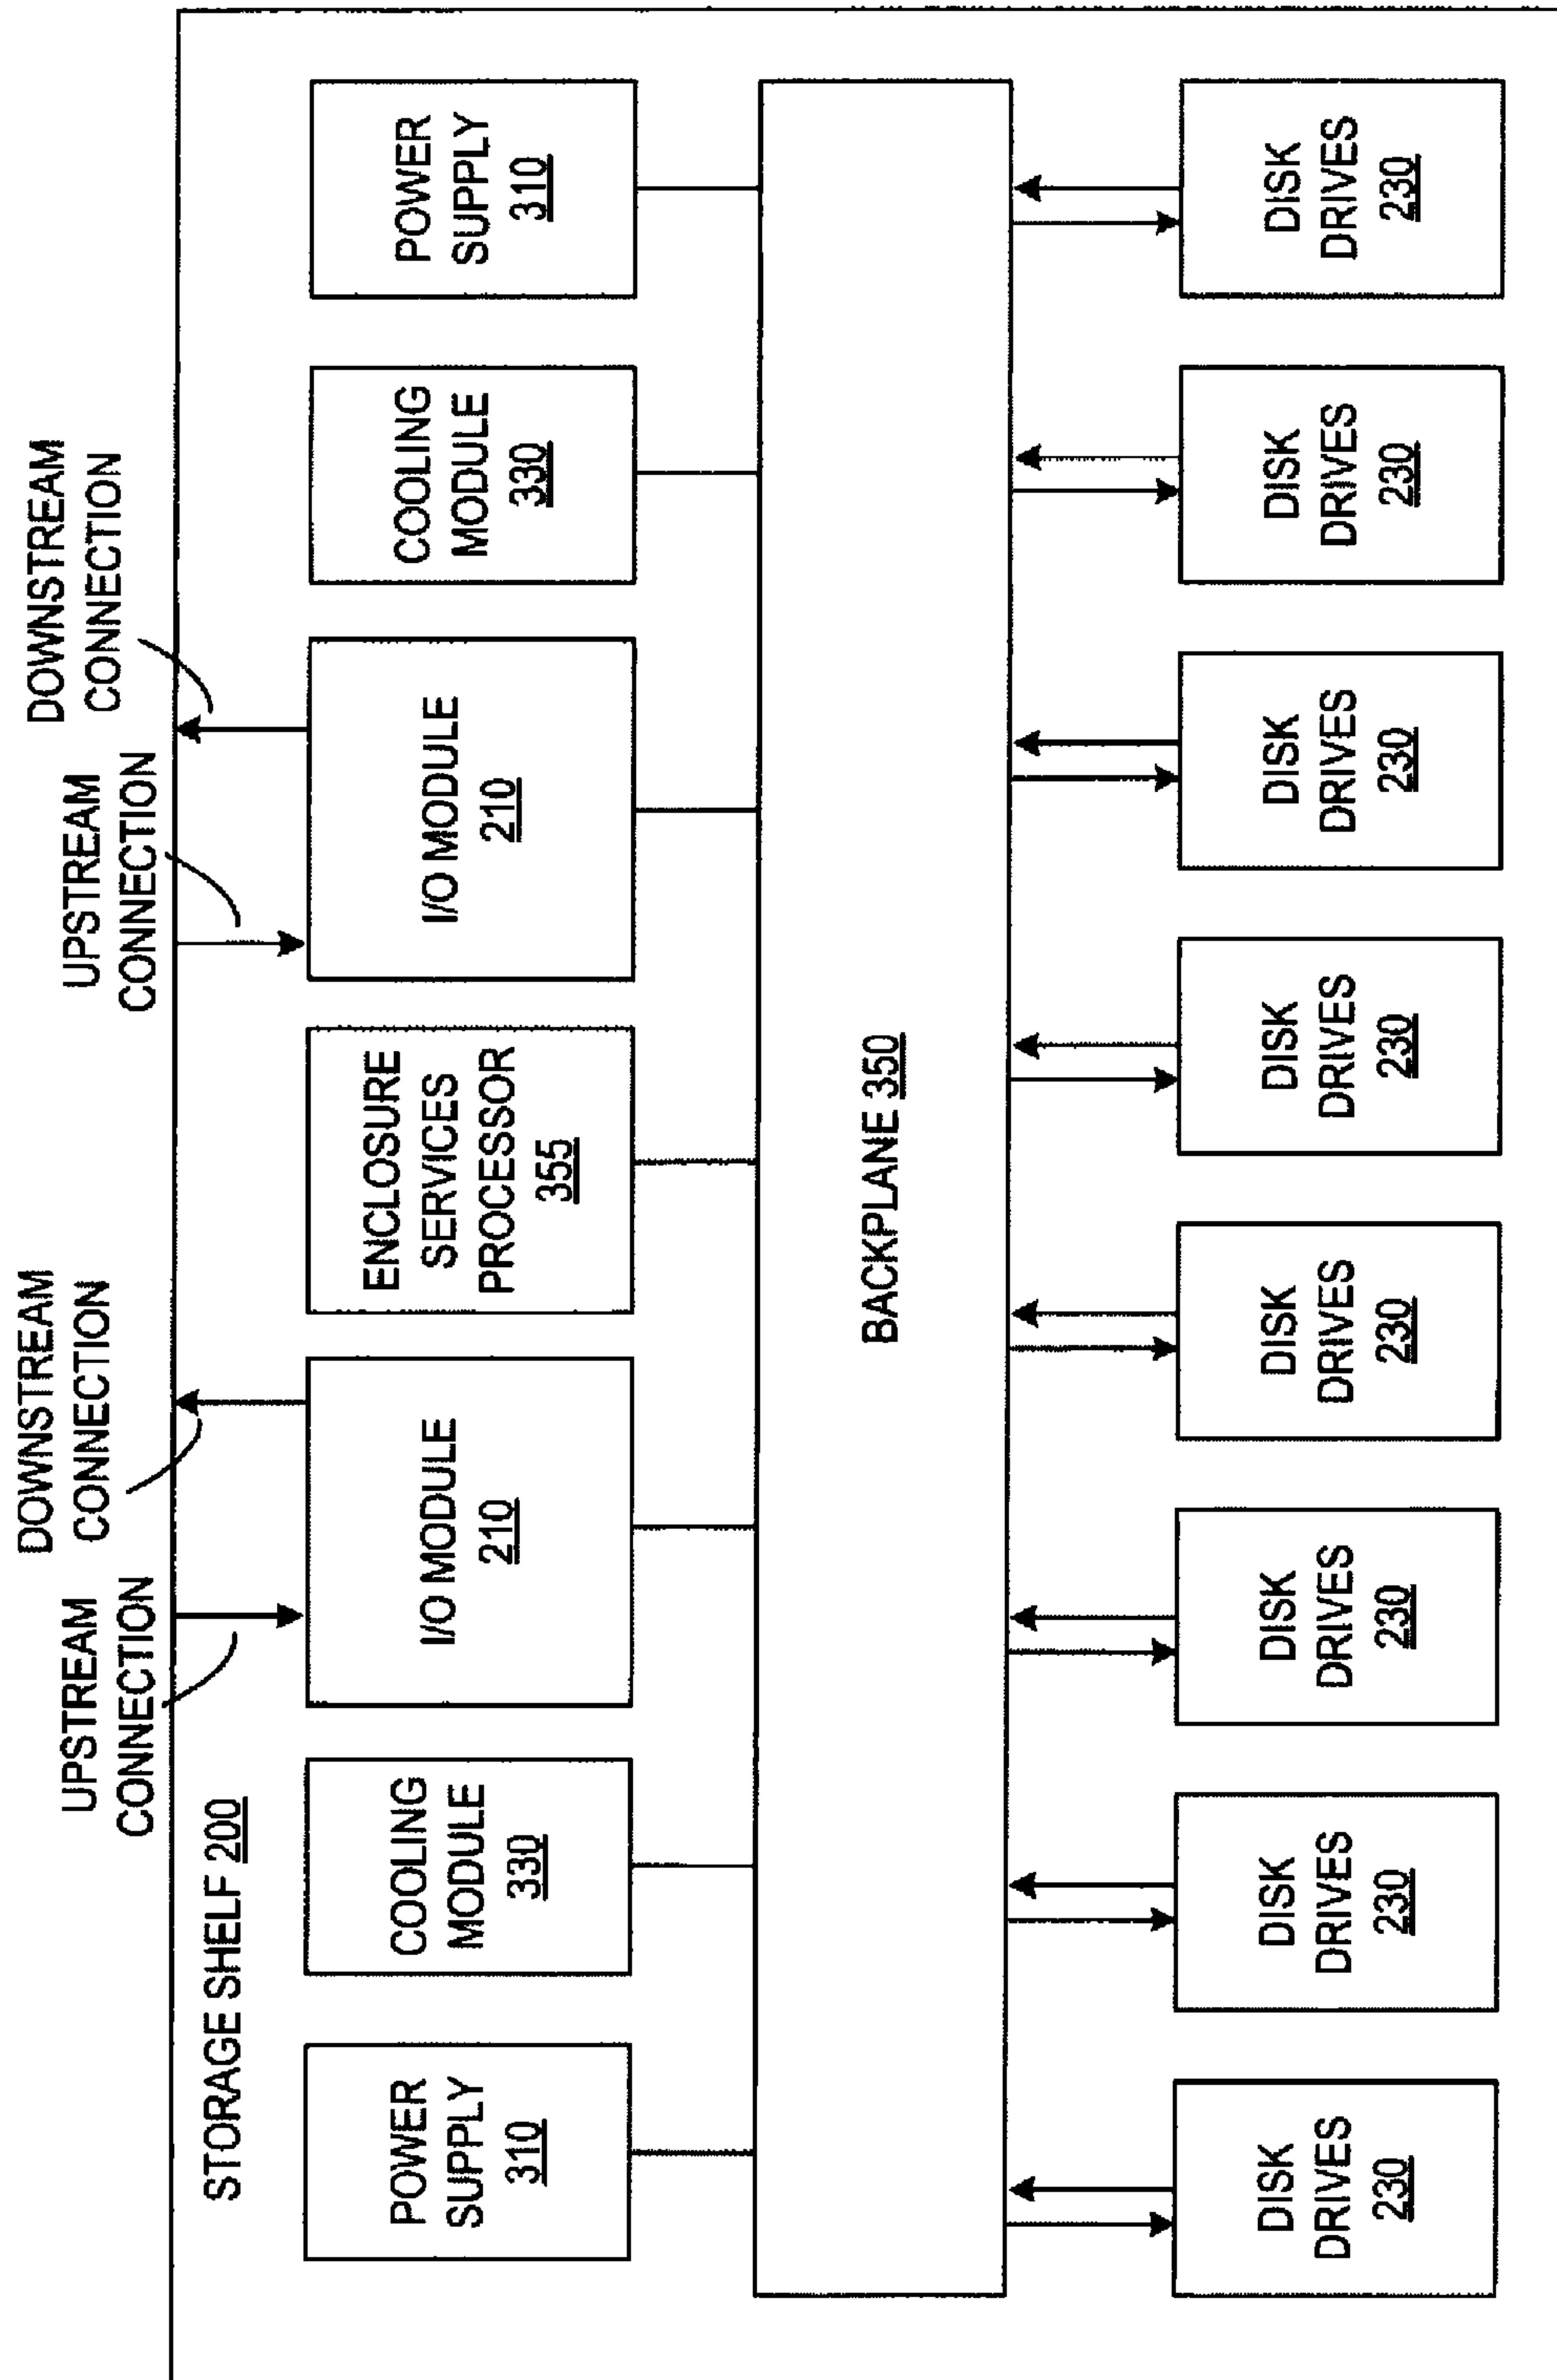 UPSTREAM
CONNECTION
DOWNSTREAM
CONNECTION
UPSTREAM
CONNECTION
DOWNSTREAM
CONNECTION
STORAGE SHELF 200
POWER
SUPPLY
310
COOLING
MODULE
330
I/O MODULE
210
ENCLOSURE
SERVICES
PROCESSOR
355
I/O MODULE
210
COOLING
MODULE
330
POWER
SUPPLY
310
BACKPLANE 350
DISK
DRIVES
230
DISK
DRIVES
230
DISK
DRIVES
230
DISK
DRIVES
230
DISK
DRIVES
230
DISK
DRIVES
230
DISK
DRIVES
230
DISK
DRIVES
230